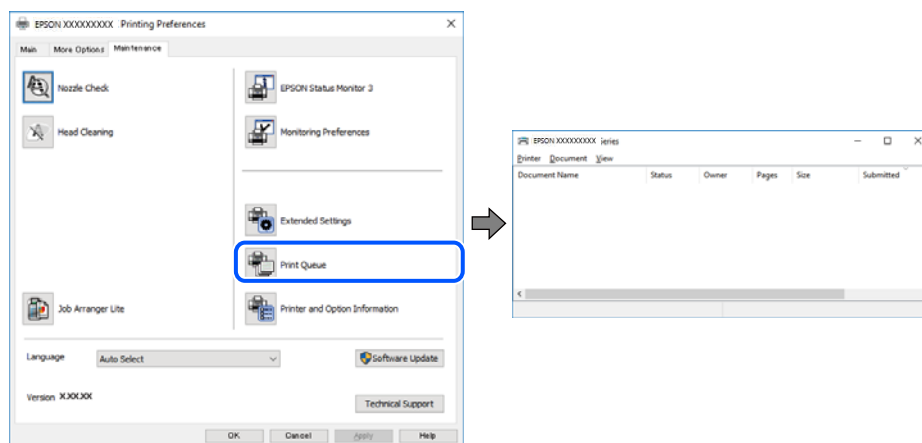 EPSON XXXXXXXXX Printing Preferences
Main More Options Maintenance
Nozzle Check
Head Cleaning
Job Arranger Lite
EPSON Status Monitor 3
Monitoring Preferences
Extended Settings
Print Queue
Printer and Option Information
Language Auto Select Software Update
Version X.XX.XX
Technical Support
OK Cancel Apply Help
EPSON XXXXXXXXX ieries
Printer Document View
Document Name Status Owner Pages Size Submitted